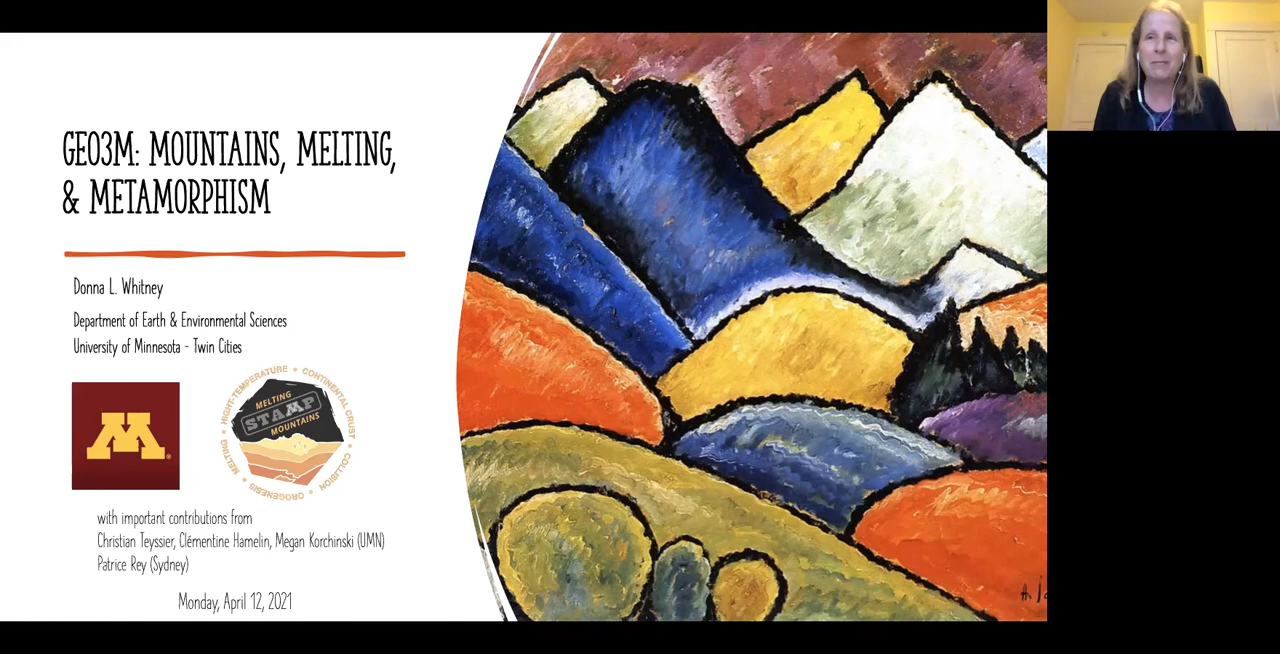 GEO3M: MOUNTAINS, MELTING,
& METAMORPHISM
Donna L. Whitney
Department of Earth & Environmental Sciences
University of Minnesota - Twin Cities
M
HIGH-TEMPERATURE • CONTINENTAL CRUST • COLLISION • OROGENESIS • MELTING •
MELTING
STAMP
MOUNTAINS
with important contributions from
Christian Teyssier, Clémentine Hamelin, Megan Korchinski (UMN)
Patrice Rey (Sydney)
Monday, April 12, 2021